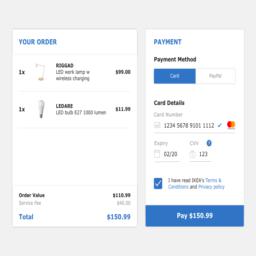 YOUR ORDER
1x
RIGGAD
LED work lamp w
wireless charging
$99.00
1x
LEDARE
LED bulb E27 1000 lumen
$11.99
Order Value
$110.99
Service Fee
$40.00
Total
$150.99
PAYMENT
Payment Method
Card
PayPal
Card Details
Card Number
1234 5678 9101 1112
Expiry
CVV
?
02/20
123
I have read IKEA's Terms &
Conditions and Privacy policy
Pay $150.99